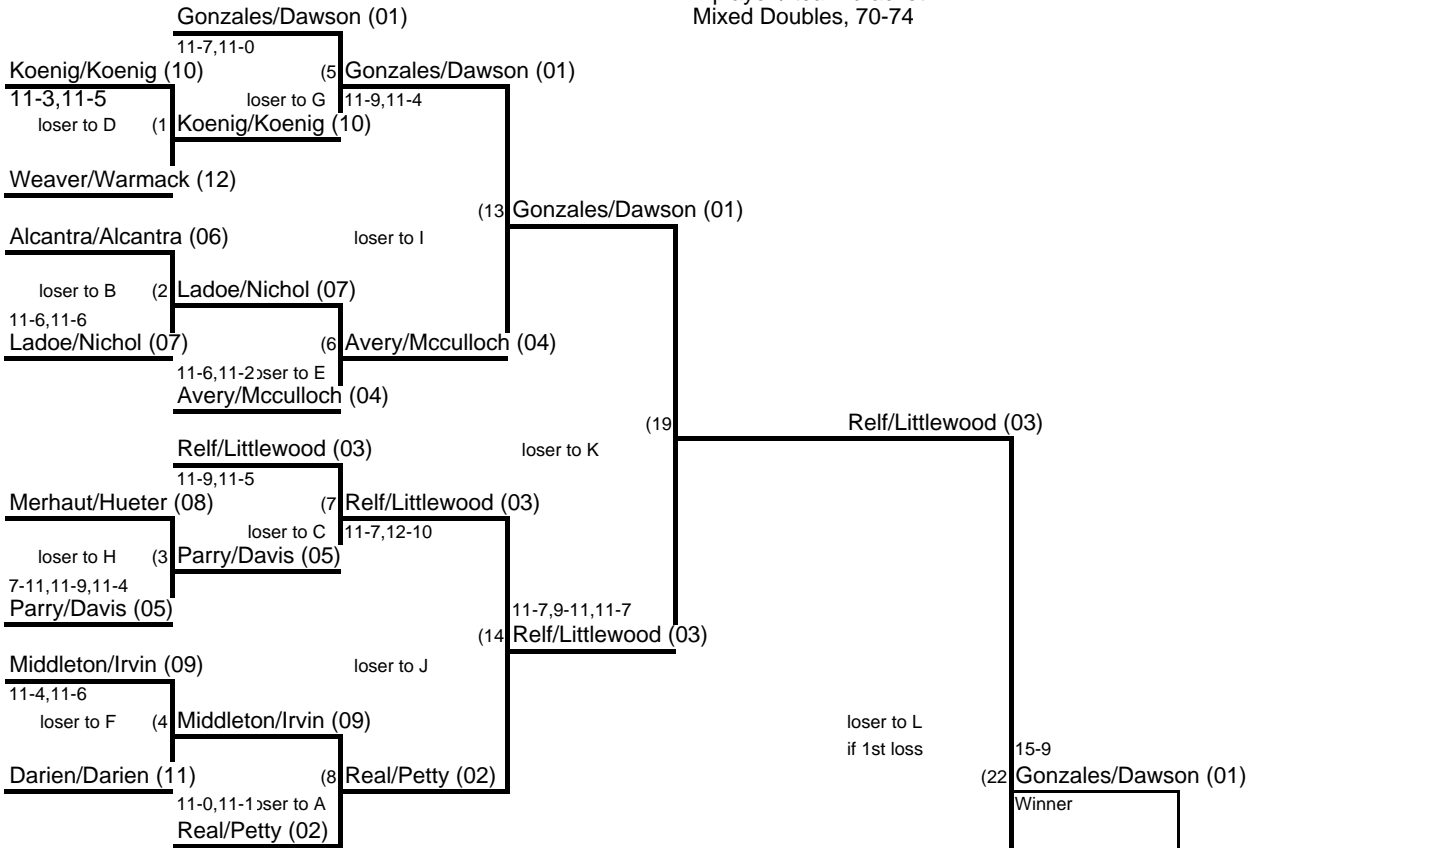 Mixed Doubles, 70-74
Gonzales/Dawson (01)
11-7,11-0
Koenig/Koenig (10)
(5 Gonzales/Dawson (01)
11-3,11-5
loser to G
11-9,11-4
loser to D
(1 Koenig/Koenig (10)
Weaver/Warmack (12)
(13 Gonzales/Dawson (01)
Alcantra/Alcantra (06)
loser to I
loser to B
(2 Ladoe/Nichol (07)
11-6,11-6
Ladoe/Nichol (07)
(6 Avery/Mcculloch (04)
11-6,11-2 oser to E
Avery/Mcculloch (04)
(19
Relf/Littlewood (03)
Relf/Littlewood (03)
loser to K
11-9,11-5
Merhaut/Hueter (08)
(7 Relf/Littlewood (03)
loser to C
11-7,12-10
loser to H
(3 Parry/Davis (05)
7-11,11-9,11-4
Parry/Davis (05)
11-7,9-11,11-7
(14 Relf/Littlewood (03)
Middleton/Irvin (09)
loser to J
11-4,11-6
loser to F
(4 Middleton/Irvin (09)
loser to L
if 1st loss
15-9
Darien/Darien (11)
(8 Real/Petty (02)
(22 Gonzales/Dawson (01)
11-0,11-1 oser to A
Winner
Real/Petty (02)